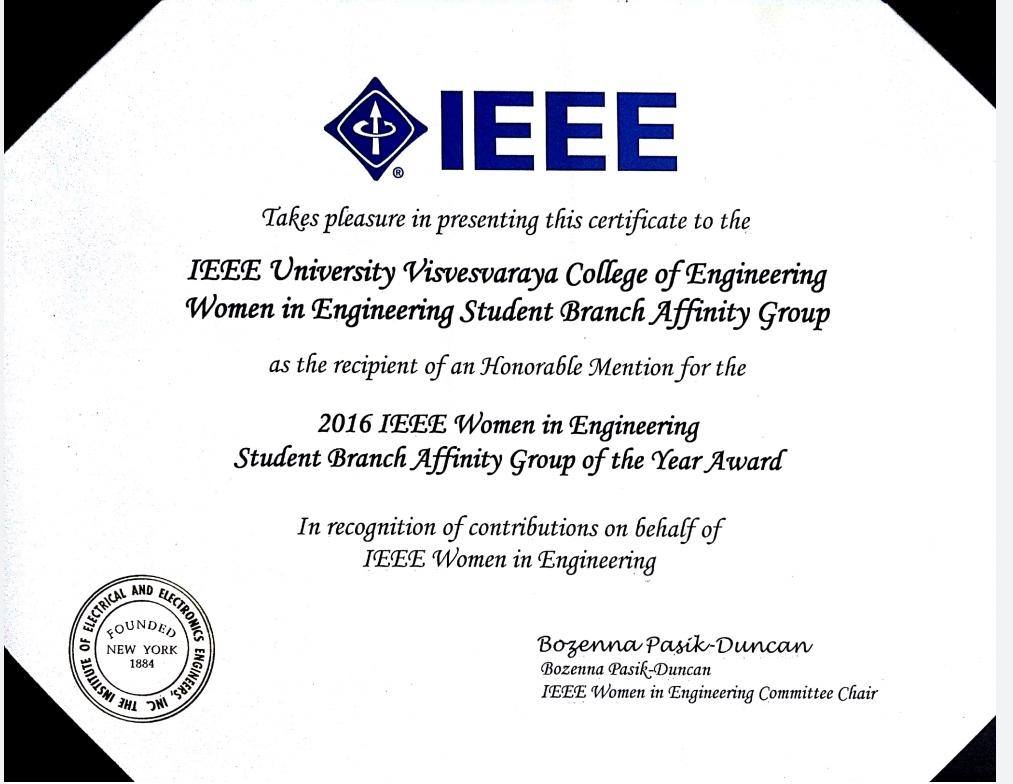 IEEE
®
Takes pleasure in presenting this certificate to the
IEEE University Visvesvaraya College of Engineering
Women in Engineering Student Branch Affinity Group
as the recipient of an Honorable Mention for the
2016 IEEE Women in Engineering
Student Branch Affinity Group of the Year Award
In recognition of contributions on behalf of
IEEE Women in Engineering
THE INSTITUTE OF ELECTRICAL AND ELECTRONICS ENGINEERS, INC.
FOUNDED
NEW YORK
1884
Bozenna Pasik-Duncan
Bozenna Pasik-Duncan
IEEE Women in Engineering Committee Chair